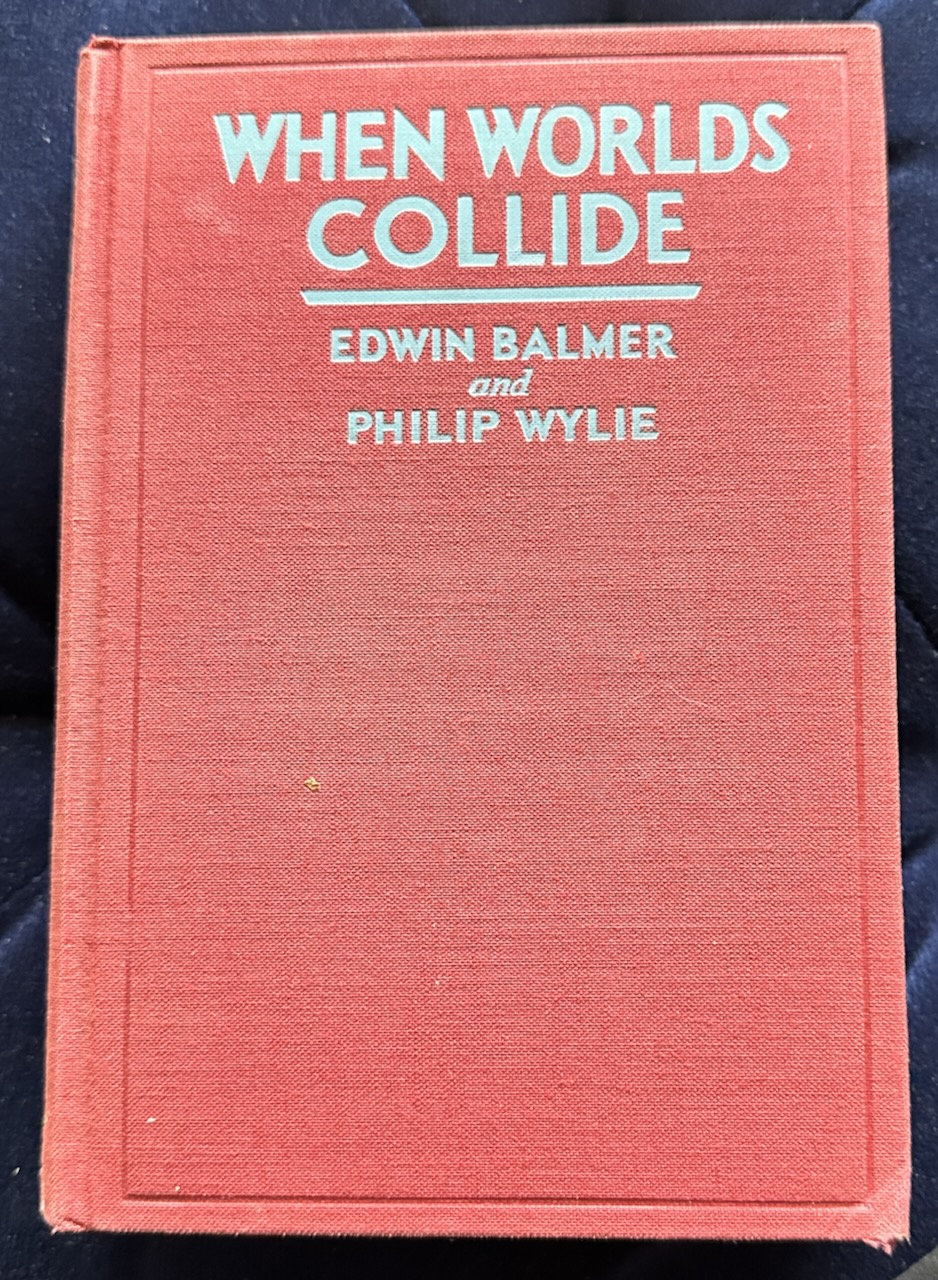 WHEN WORLDS
COLLIDE
EDWIN BALMER
and
PHILIP WYLIE